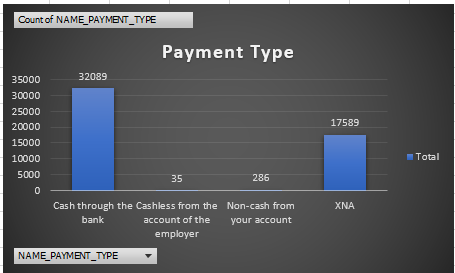 Count of NAME_PAYMENT_TYPE
Payment Type
35000
30000
25000
20000
15000
10000
5000
0
32089
35
286
17589
Cash through the
bank
Cashless from the
account of the
employer
Non-cash from
your account
XNA
Total
NAME_PAYMENT_TYPE